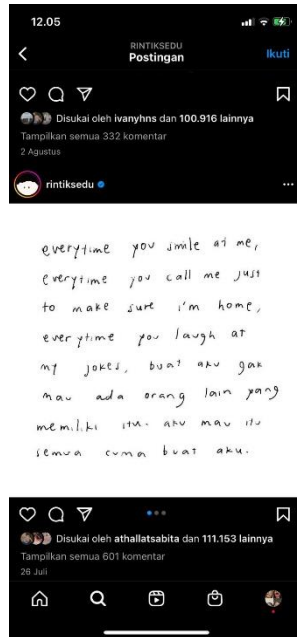 12.05
RINTIKSEDU
Postingan
Ikuti
Disukai oleh ivanyhns dan 100.916 lainnya
Tampilkan semua 332 komentar
2 Agustus
rintiksedu
everytime you smile at me,
everytime you call me just
to make sure i'm home,
everytime you laugh at
my jokes, buat aku gak
mau ada orang lain yang
memiliki itu. aku mau itu
semua cuma buat aku.
Disukai oleh athallatsabita dan 111.153 lainnya
Tampilkan semua 601 komentar
26 Juli